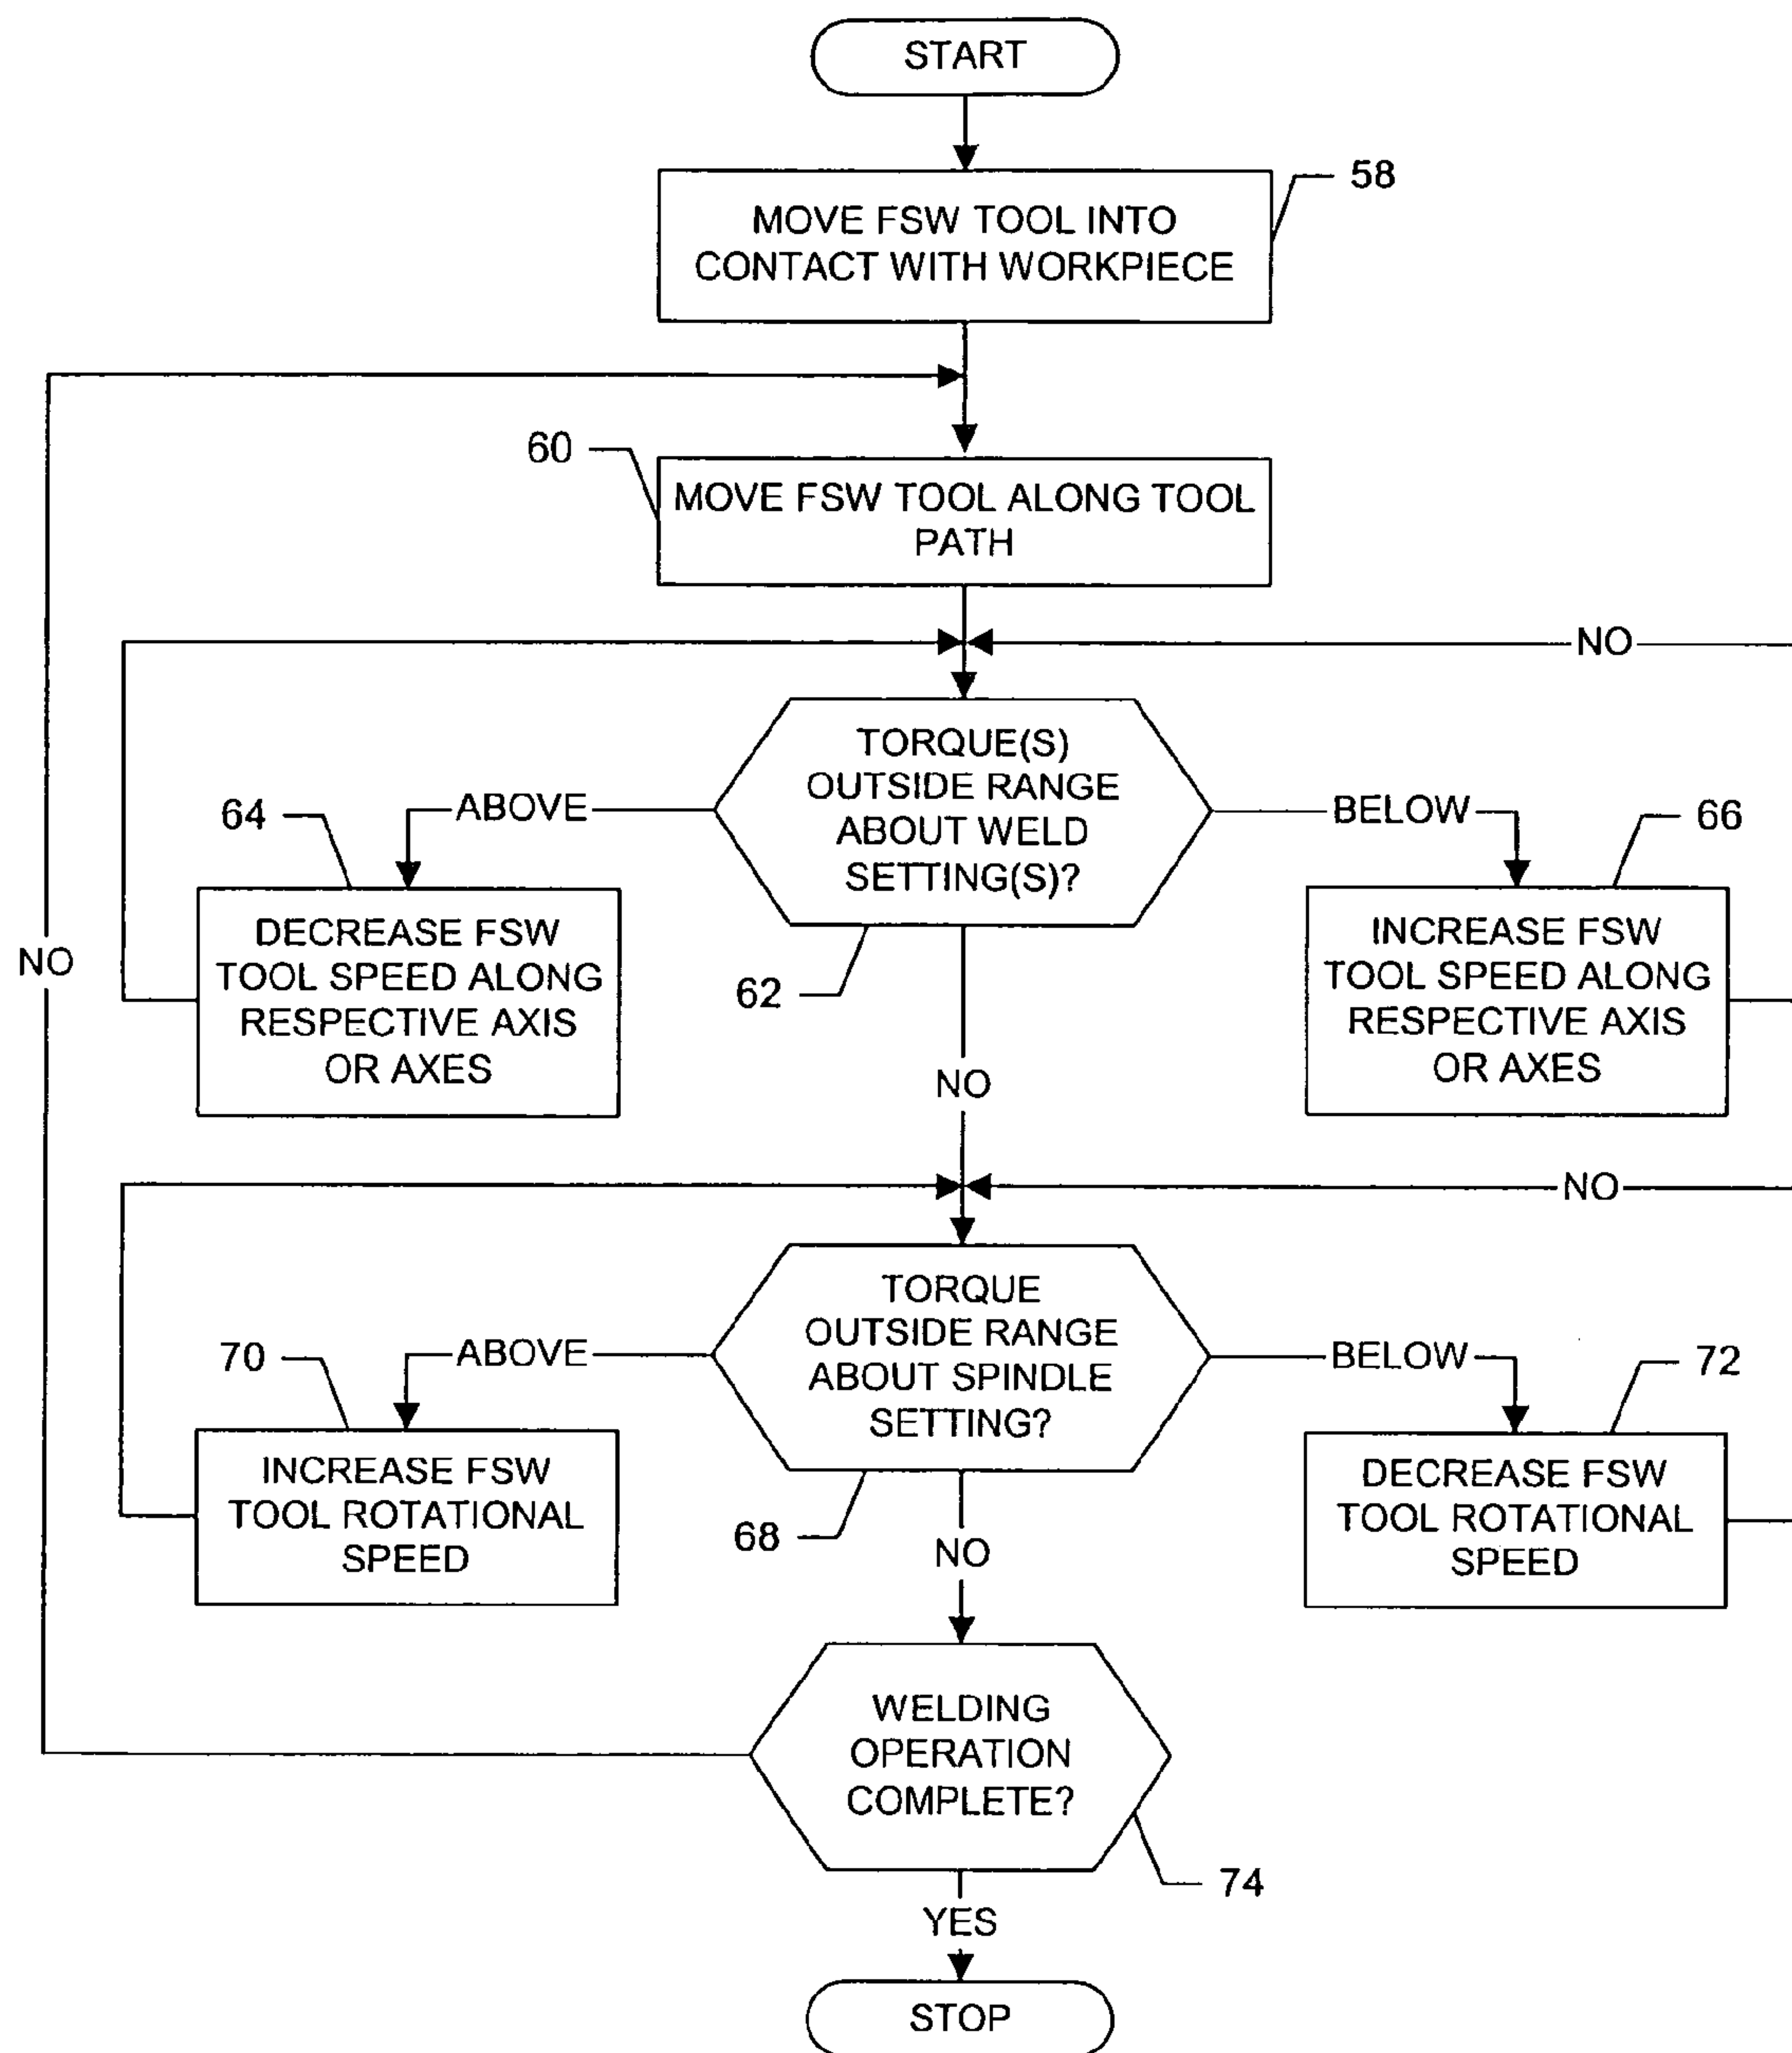 START
MOVE FSW TOOL INTO
CONTACT WITH WORKPIECE
58
60
MOVE FSW TOOL ALONG TOOL
PATH
NO
TORQUE(S)
OUTSIDE RANGE
ABOUT WELD
SETTING(S)?
62
ABOVE
BELOW
64
DECREASE FSW
TOOL SPEED ALONG
RESPECTIVE AXIS
OR AXES
66
INCREASE FSW
TOOL SPEED ALONG
RESPECTIVE AXIS
OR AXES
NO
NO
NO
TORQUE
OUTSIDE RANGE
ABOUT SPINDLE
SETTING?
68
ABOVE
BELOW
70
INCREASE FSW
TOOL ROTATIONAL
SPEED
72
DECREASE FSW
TOOL ROTATIONAL
SPEED
NO
WELDING
OPERATION
COMPLETE?
74
YES
STOP